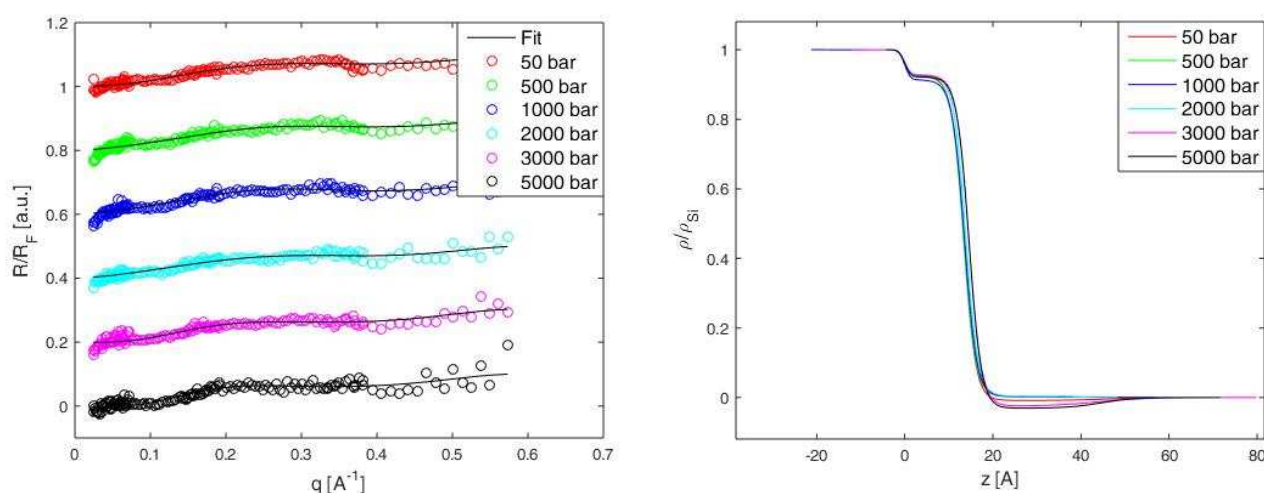 1.2
1
0.8
0.6
0.4
0.2
0
R/R_F [a.u.]
0 0.1 0.2 0.3 0.4 0.5 0.6 0.7
q [A^-1]
Fit
50 bar
500 bar
1000 bar
2000 bar
3000 bar
5000 bar
1
0.8
0.6
0.4
0.2
0
ρ/ρ_Si
-20 0 20 40 60 80
z [A]
50 bar
500 bar
1000 bar
2000 bar
3000 bar
5000 bar